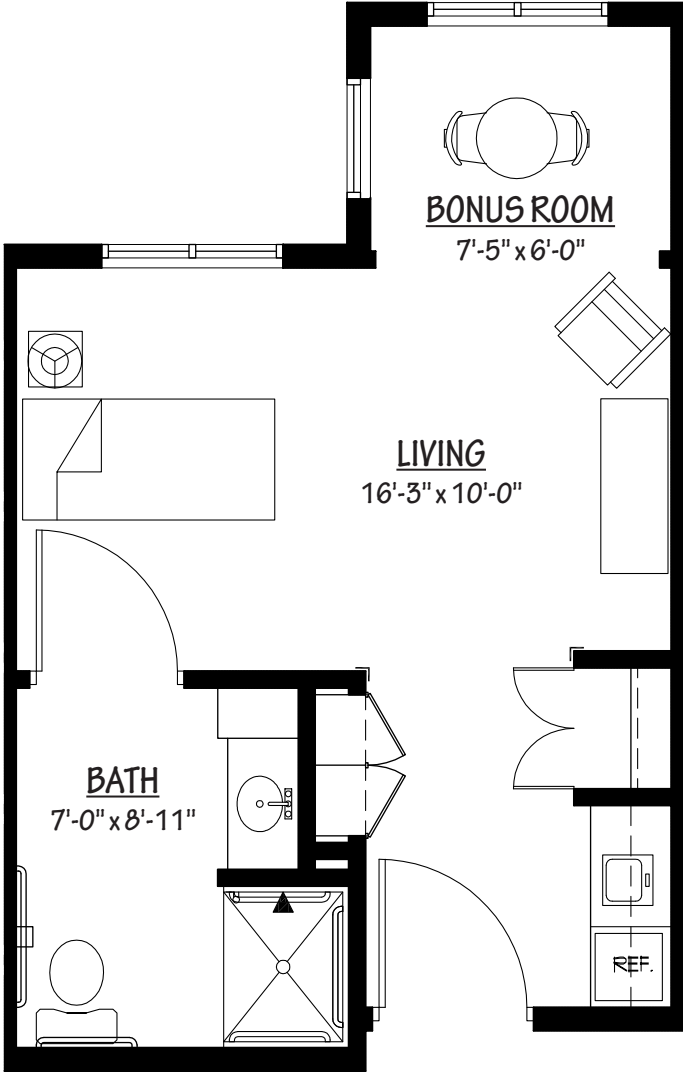 BONUS ROOM
7'-5" x 6'-0"
LIVING
16'-3" x 10'-0"
BATH
7'-0" x 8'-11"
REF.